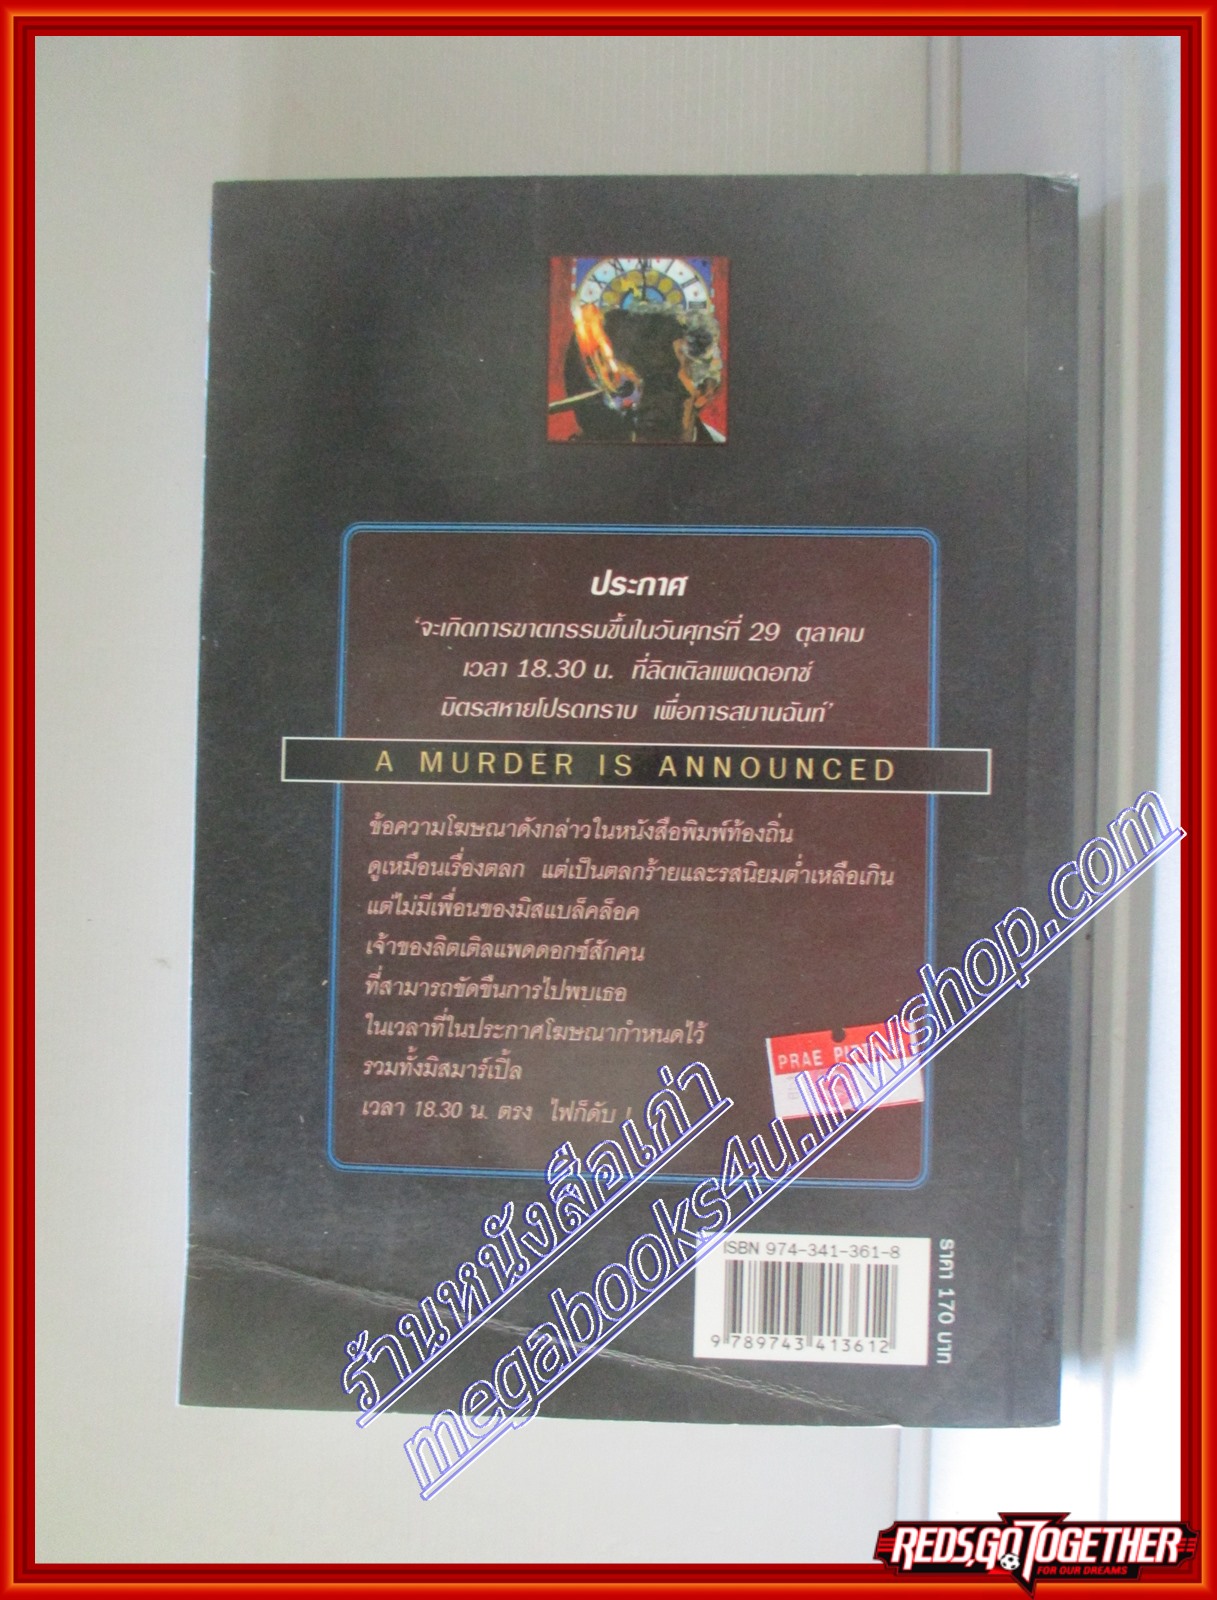 ประกาศ
'จะเกิดการฆาตกรรมขึ้นในวันศุกร์ที่ 29 ตุลาคม
เวลา 18.30 น. ที่ลิตเติลแพดดอกซ์
มิตรสหายโปรดทราบ เพื่อการสมานฉันท์'
A MURDER IS ANNOUNCED
ข้อความโฆษณาดังกล่าวในหนังสือพิมพ์ท้องถิ่น
ดูเหมือนเรื่องตลก แต่เป็นตลกร้ายและรสนิยมต่ำเหลือเกิน
แต่ไม่มีเพื่อนของมิสแบล็คล็อค
เจ้าของลิตเติลแพดดอกซ์สักคน
ที่สามารถขัดขืนการไปพบเธอ
ในเวลาที่ในประกาศโฆษณากำหนดไว้
รวมทั้งมิสมาร์เปิ้ล
เวลา 18.30 น. ตรง ไฟก็ดับ !
PRAE
ISBN 974-341-361-8
9 789743 413612
ราคา 170 บาท
ร้านหนังสือเก่า
megabooks4u.lnwshop.com
REDS,GO TOGETHER
FOR OUR DREAMS